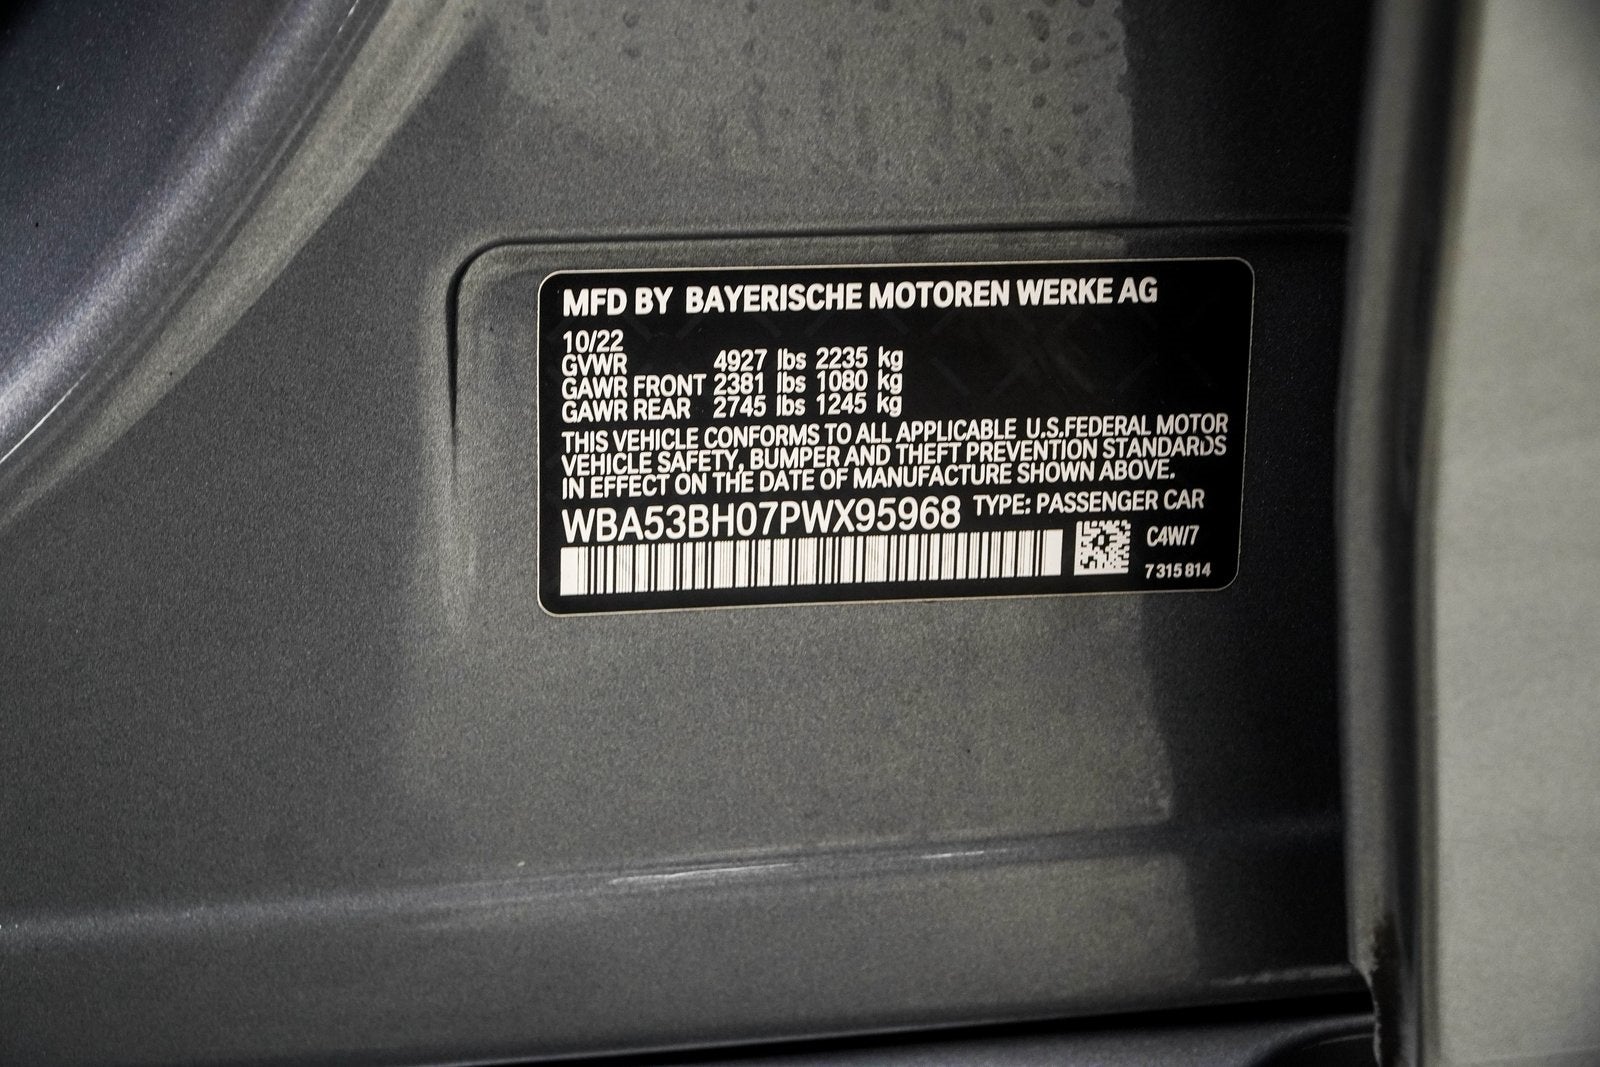 MFD BY BAYERISCHE MOTOREN WERKE AG
10/22
GVWR 4927 lbs 2235 kg
GAWR FRONT 2381 lbs 1080 kg
GAWR REAR 2745 lbs 1245 kg
THIS VEHICLE CONFORMS TO ALL APPLICABLE U.S.FEDERAL MOTOR
VEHICLE SAFETY, BUMPER AND THEFT PREVENTION STANDARDS
IN EFFECT ON THE DATE OF MANUFACTURE SHOWN ABOVE.
WBA53BH07PWX95968 TYPE: PASSENGER CAR
C4W/7
7 315 814